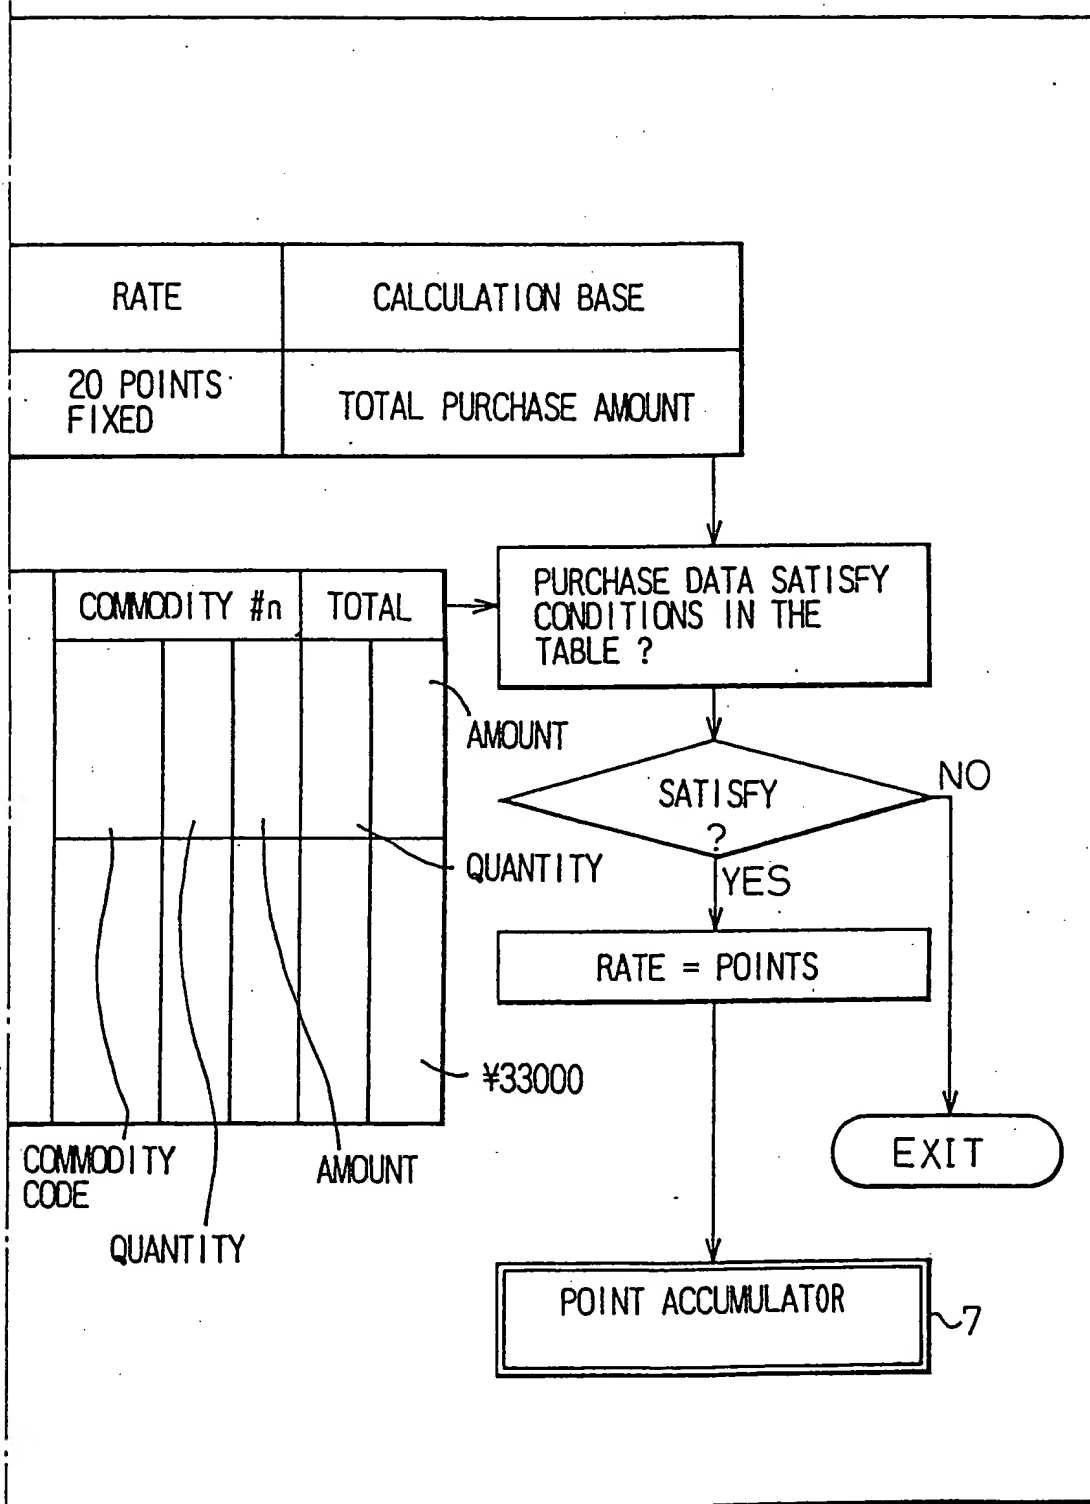 RATE
CALCULATION BASE
20 POINTS
FIXED
TOTAL PURCHASE AMOUNT
PURCHASE DATA SATISFY
CONDITIONS IN THE
TABLE ?
COMMODITY #n
TOTAL
AMOUNT
SATISFY
?
NO
QUANTITY
YES
RATE = POINTS
¥33000
EXIT
COMMODITY
CODE
AMOUNT
QUANTITY
POINT ACCUMULATOR
7